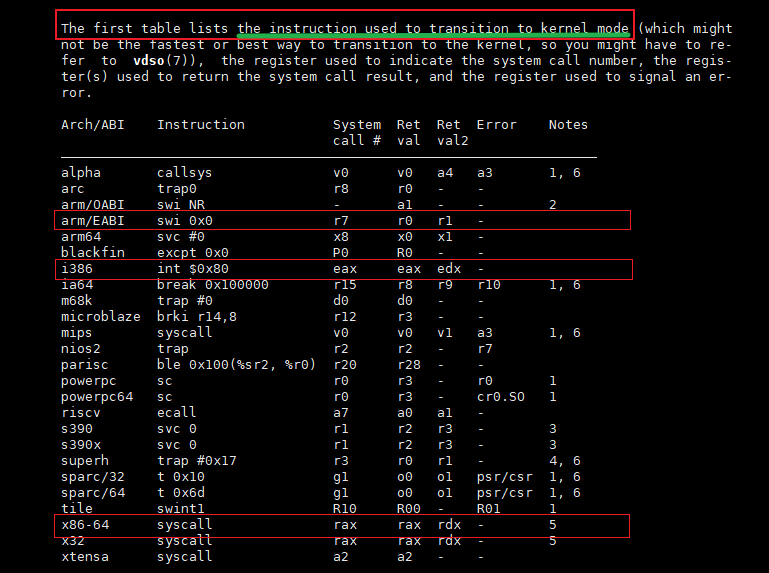 The first table lists the instruction used to transition to kernel mode (which might
not be the fastest or best way to transition to the kernel, so you might have to re-
fer to vdso(7)), the register used to indicate the system call number, the regis-
ter(s) used to return the system call result, and the register used to signal an er-
ror.
Arch/ABI Instruction System Ret Ret Error Notes
call # val val2
alpha callsys v0 v0 a4 a3 1, 6
arc trap0 r8 r0 - -
arm/OABI swi NR - a1 - - 2
arm/EABI swi 0x0 r7 r0 r1 -
arm64 svc #0 x8 x0 x1 -
blackfin excpt 0x0 P0 R0 - -
i386 int $0x80 eax eax edx -
ia64 break 0x100000 r15 r8 r9 r10 1, 6
m68k trap #0 d0 d0 - -
microblaze brki r14,8 r12 r3 - -
mips syscall v0 v0 v1 a3 1, 6
nios2 trap r2 r2 - r7
parisc ble 0x100(%sr2, %r0) r20 r28 - -
powerpc sc r0 r3 - r0 1
powerpc64 sc r0 r3 - cr0.SO 1
riscv ecall a7 a0 a1 -
s390 svc 0 r1 r2 r3 - 3
s390x svc 0 r1 r2 r3 - 3
superh trap #0x17 r3 r0 r1 - 4, 6
sparc/32 t 0x10 g1 o0 o1 psr/csr 1, 6
sparc/64 t 0x6d g1 o0 o1 psr/csr 1, 6
tile swint1 R10 R00 - R01 1
x86-64 syscall rax rax rdx - 5
x32 syscall rax rax rdx - 5
xtensa syscall a2 a2 - -